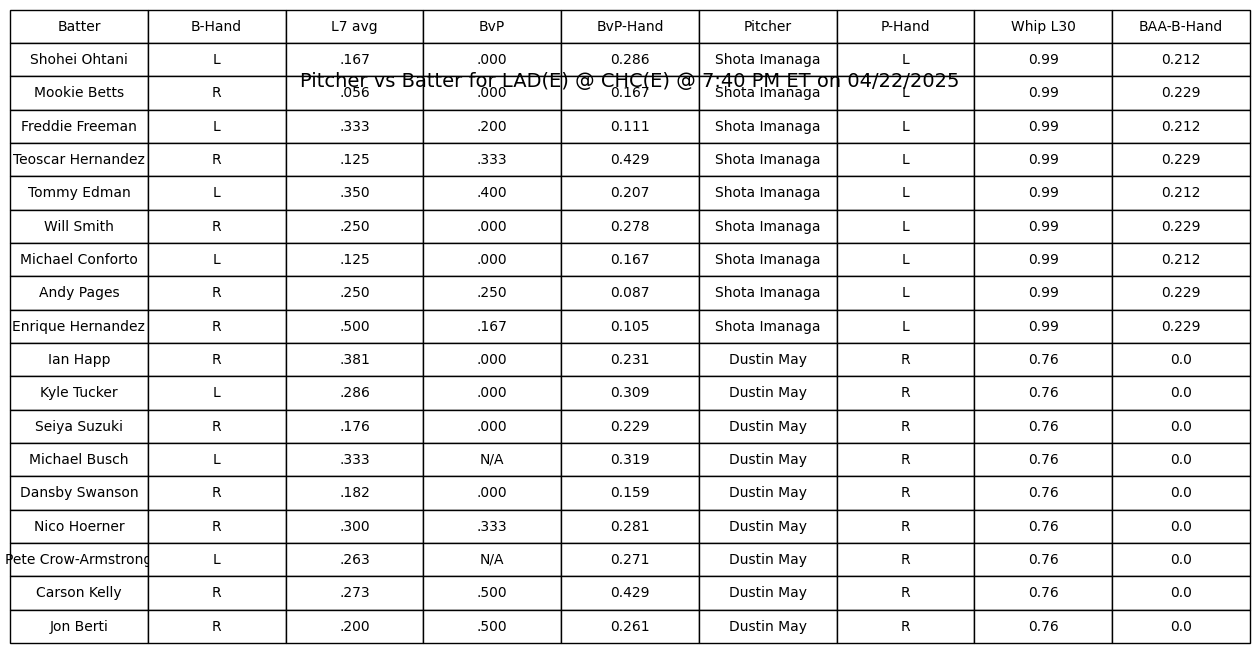 Batter B-Hand L7 avg BvP BvP-Hand Pitcher P-Hand Whip L30 BAA-B-Hand
Shohei Ohtani L .167 .000 0.286 Shota Imanaga L 0.99 0.212
Pitcher vs Batter for LAD(E) @ CHC(E) @ 7:40 PM ET on 04/22/2025
Mookie Betts R .056 .000 0.167 Shota Imanaga L 0.99 0.229
Freddie Freeman L .333 .200 0.111 Shota Imanaga L 0.99 0.212
Teoscar Hernandez R .125 .333 0.429 Shota Imanaga L 0.99 0.229
Tommy Edman L .350 .400 0.207 Shota Imanaga L 0.99 0.212
Will Smith R .250 .000 0.278 Shota Imanaga L 0.99 0.229
Michael Conforto L .125 .000 0.167 Shota Imanaga L 0.99 0.212
Andy Pages R .250 .250 0.087 Shota Imanaga L 0.99 0.229
Enrique Hernandez R .500 .167 0.105 Shota Imanaga L 0.99 0.229
Ian Happ R .381 .000 0.231 Dustin May R 0.76 0.0
Kyle Tucker L .286 .000 0.309 Dustin May R 0.76 0.0
Seiya Suzuki R .176 .000 0.229 Dustin May R 0.76 0.0
Michael Busch L .333 N/A 0.319 Dustin May R 0.76 0.0
Dansby Swanson R .182 .000 0.159 Dustin May R 0.76 0.0
Nico Hoerner R .300 .333 0.281 Dustin May R 0.76 0.0
Pete Crow-Armstrong L .263 N/A 0.271 Dustin May R 0.76 0.0
Carson Kelly R .273 .500 0.429 Dustin May R 0.76 0.0
Jon Berti R .200 .500 0.261 Dustin May R 0.76 0.0